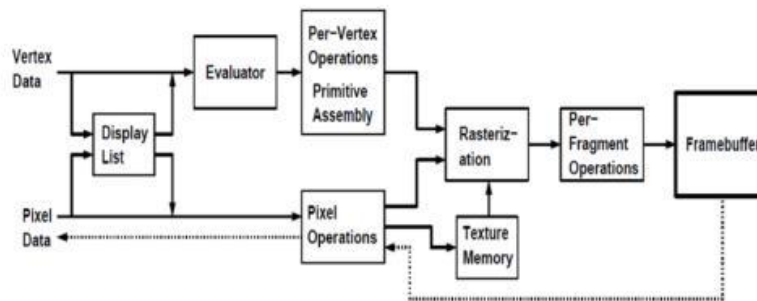 Vertex
Data
Evaluator
Per-Vertex
Operations
Primitive
Assembly
Display
List
Rasteriz-
ation
Per-
Fragment
Operations
Framebuffer
Pixel
Data
Pixel
Operations
Texture
Memory